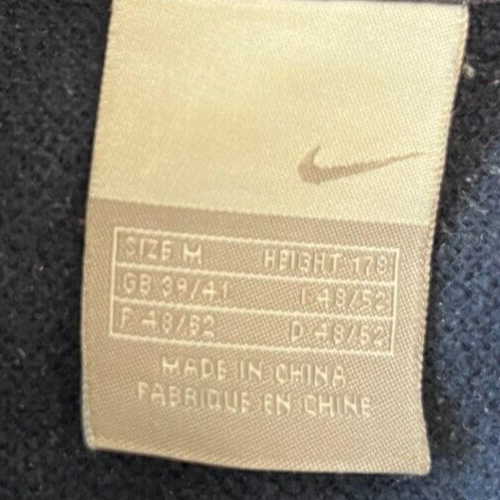 SIZE M HEIGHT 178
GB 39/41 I 48/52
F 48/52 D 48/52
MADE IN CHINA
FABRIQUE EN CHINE